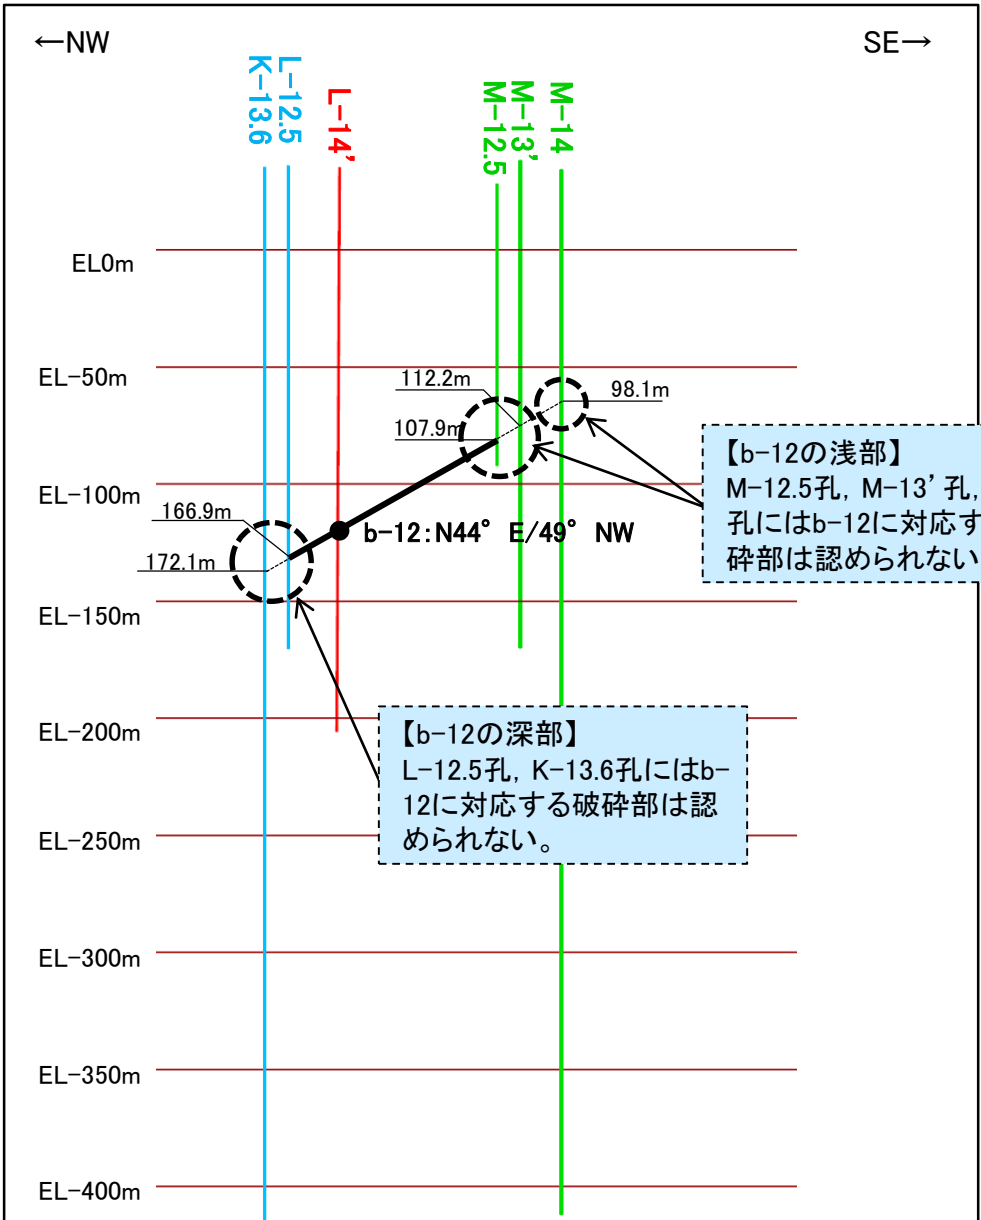 ←NW
SE→
K-13.6
L-12.5
L-14’
M-12.5
M-13’
M-14
EL0m
EL-50m
112.2m
98.1m
107.9m
【b-12の浅部】
M-12.5孔, M-13’孔,
孔にはb-12に対応す
砕部は認められない
EL-100m
166.9m
b-12:N44° E/49° NW
172.1m
EL-150m
EL-200m
【b-12の深部】
L-12.5孔, K-13.6孔にはb-
12に対応する破砕部は認
められない。
EL-250m
EL-300m
EL-350m
EL-400m